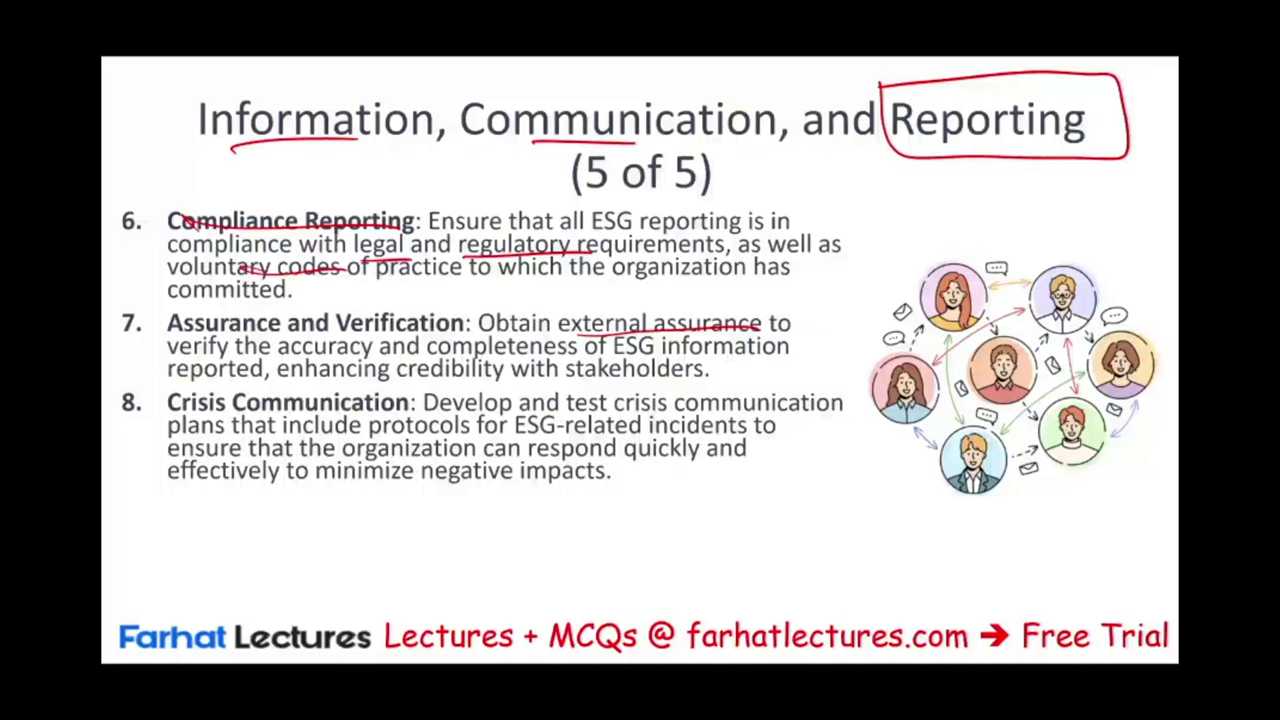 Information, Communication, and Reporting
(5 of 5)
6. Compliance Reporting: Ensure that all ESG reporting is in
compliance with legal and regulatory requirements, as well as
voluntary codes of practice to which the organization has
committed.
7. Assurance and Verification: Obtain external assurance to
verify the accuracy and completeness of ESG information
reported, enhancing credibility with stakeholders.
8. Crisis Communication: Develop and test crisis communication
plans that include protocols for ESG-related incidents to
ensure that the organization can respond quickly and
effectively to minimize negative impacts.
Farhat Lectures Lectures + MCQs @ farhatlectures.com ➔ Free Trial